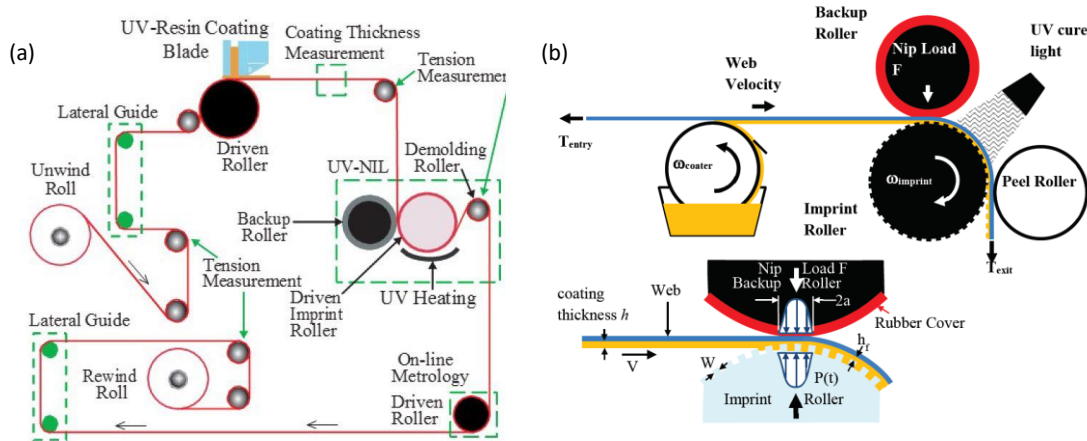 (a)
UV-Resin Coating
Blade
Coating Thickness
Measurement
Tension
Measurement
Lateral Guide
Driven
Roller
Demolding
Roller
UV-NIL
Unwind
Roll
Backup
Roller
Tension
Measurement
Driven
Imprint
Roller
UV Heating
Lateral Guide
Rewind
Roll
On-line
Metrology
Driven
Roller
(b)
Backup
Roller
Nip Load
F
UV cure
light
Web
Velocity
Tentry
ωcoater
ωimprint
Peel Roller
Imprint
Roller
Texit
Nip Load F
Backup Roller
2a
coating
thickness h
Web
Rubber Cover
hf
W
V
P(t)
Imprint Roller